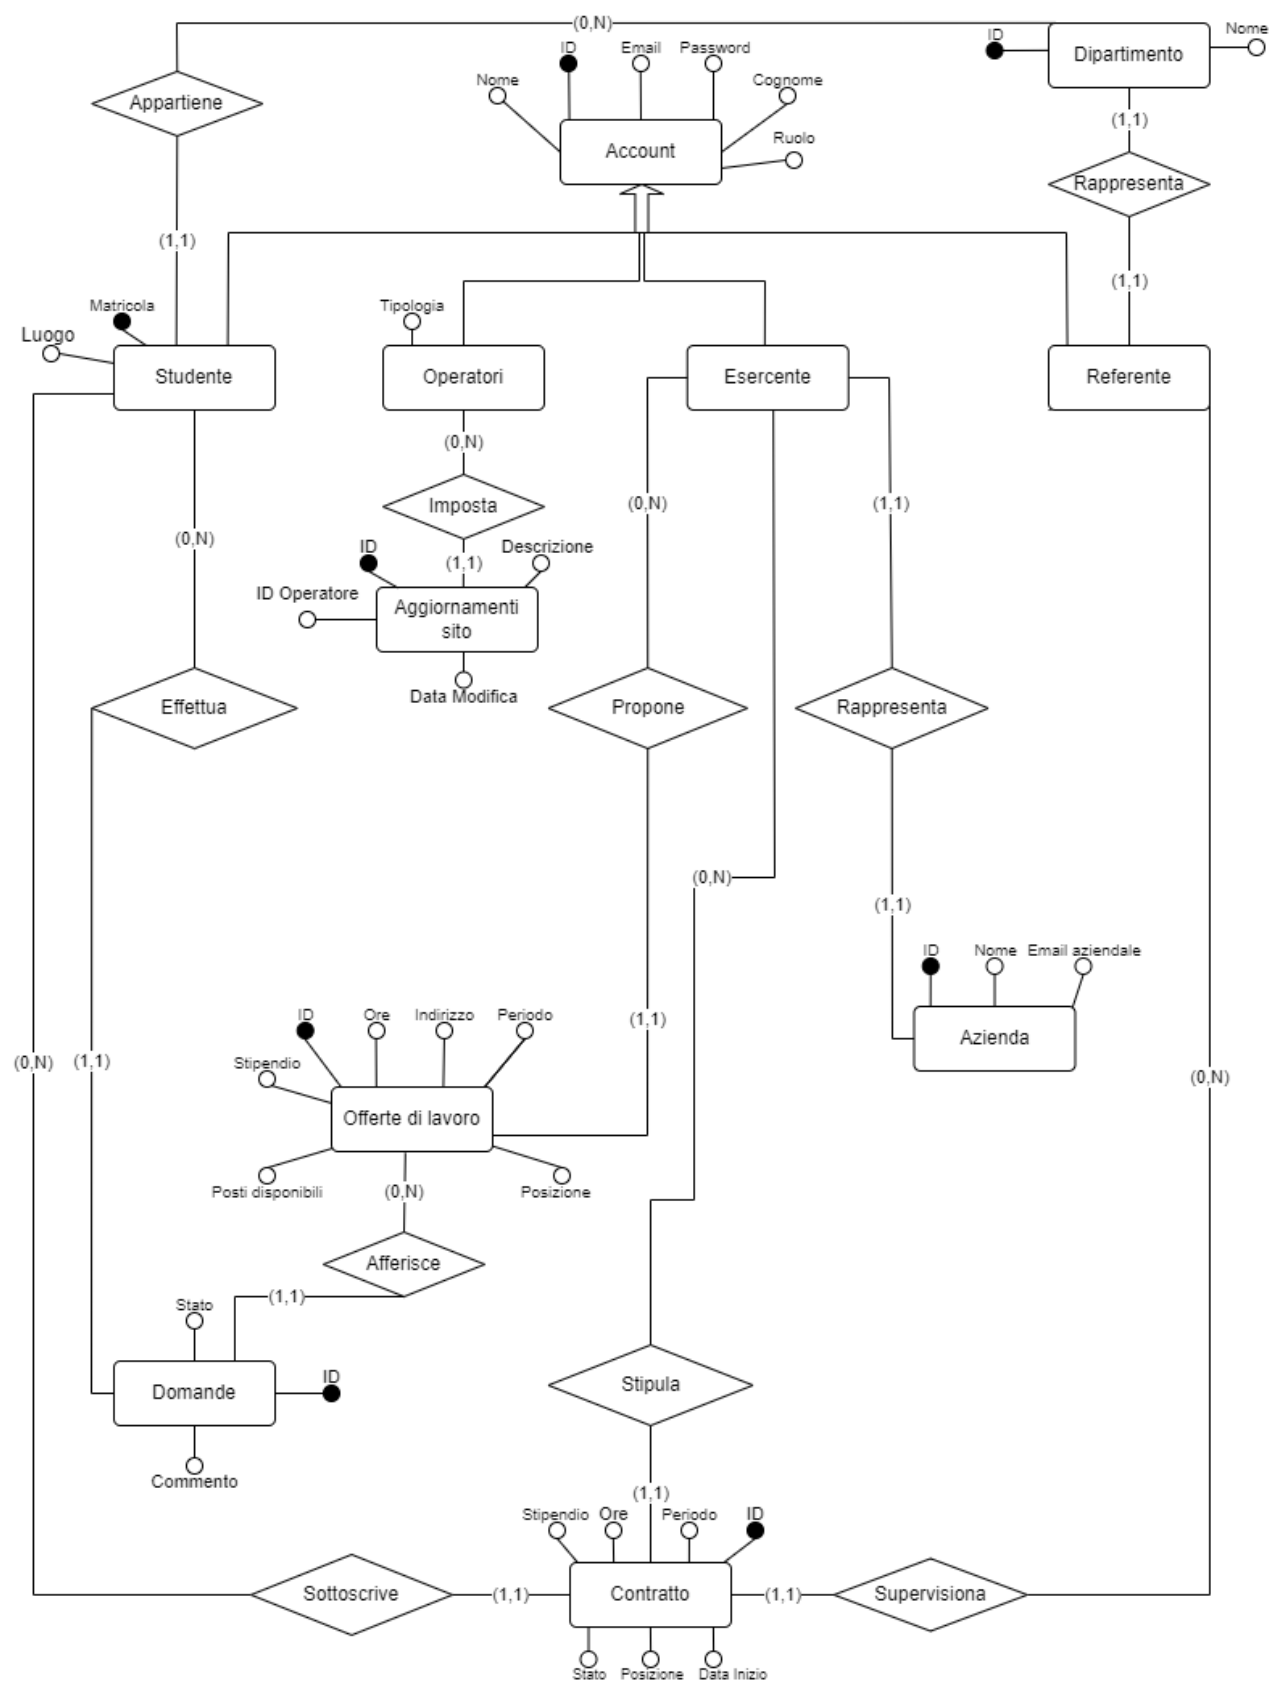 (0,N)
ID
Nome
Dipartimento
ID
Email
Password
Nome
Cognome
Appartiene
Ruolo
Account
(1,1)
Rappresenta
(1,1)
(1,1)
Matricola
Tipologia
Luogo
Studente
Operatori
Esercente
Referente
(0,N)
Imposta
(0,N)
(1,1)
(0,N)
ID
Descrizione
(1,1)
ID Operatore
Aggiornamenti
sito
Data Modifica
Effettua
Propone
Rappresenta
(0,N)
(1,1)
ID
Nome
Email aziendale
Azienda
ID
Ore
Indirizzo
Periodo
(1,1)
Stipendio
(0,N)
(1,1)
(0,N)
Offerte di lavoro
Posti disponibili
Posizione
(0,N)
Afferisce
(1,1)
Stato
Domande
ID
Stipula
Commento
(1,1)
Stipendio
Ore
Periodo
ID
Sottoscrive
(1,1)
Contratto
(1,1)
Supervisiona
Stato
Posizione
Data Inizio